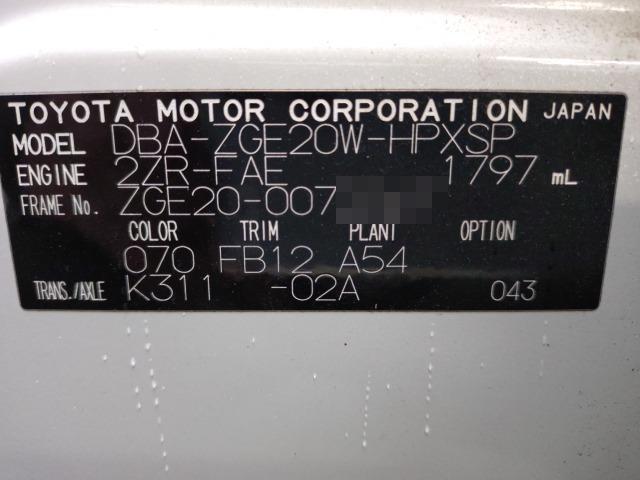 TOYOTA MOTOR CORPORATION JAPAN
MODEL DBA-ZGE20W-HPXSP
ENGINE 2ZR-FAE 1797 mL
FRAME No. ZGE20-007
COLOR TRIM PLANT OPTION
070 FB12 A54
TRANS./AXLE K311 -02A 043